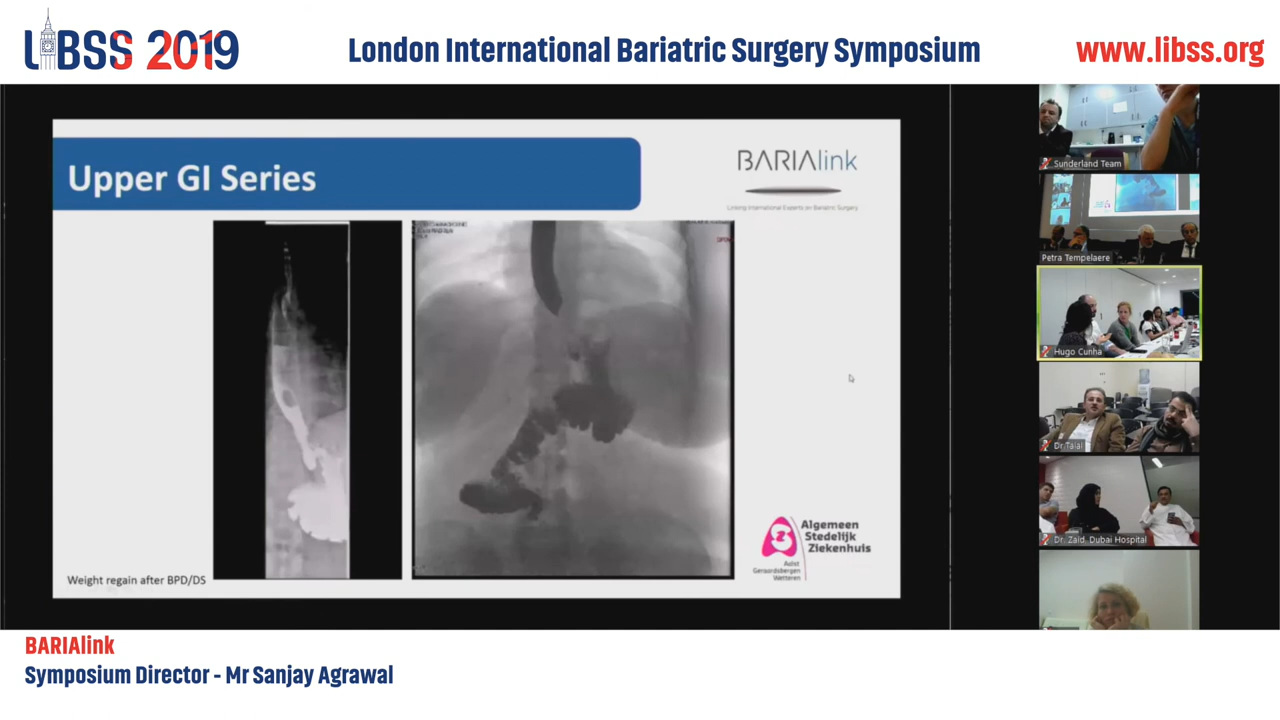 LIBSS 2019
London International Bariatric Surgery Symposium
www.libss.org
Upper GI Series
BARIAlink
Linking International Experts on Bariatric Surgery
Algemeen
Stedelijk
Ziekenhuis
Aalst
Geraardsbergen
Wetteren
Weight regain after BPD/DS
Sunderland Team
Petra Tempelaere
Hugo Cunha
Dr Talal
Dr. Zaid. Dubai Hospital
BARIAlink
Symposium Director - Mr Sanjay Agrawal